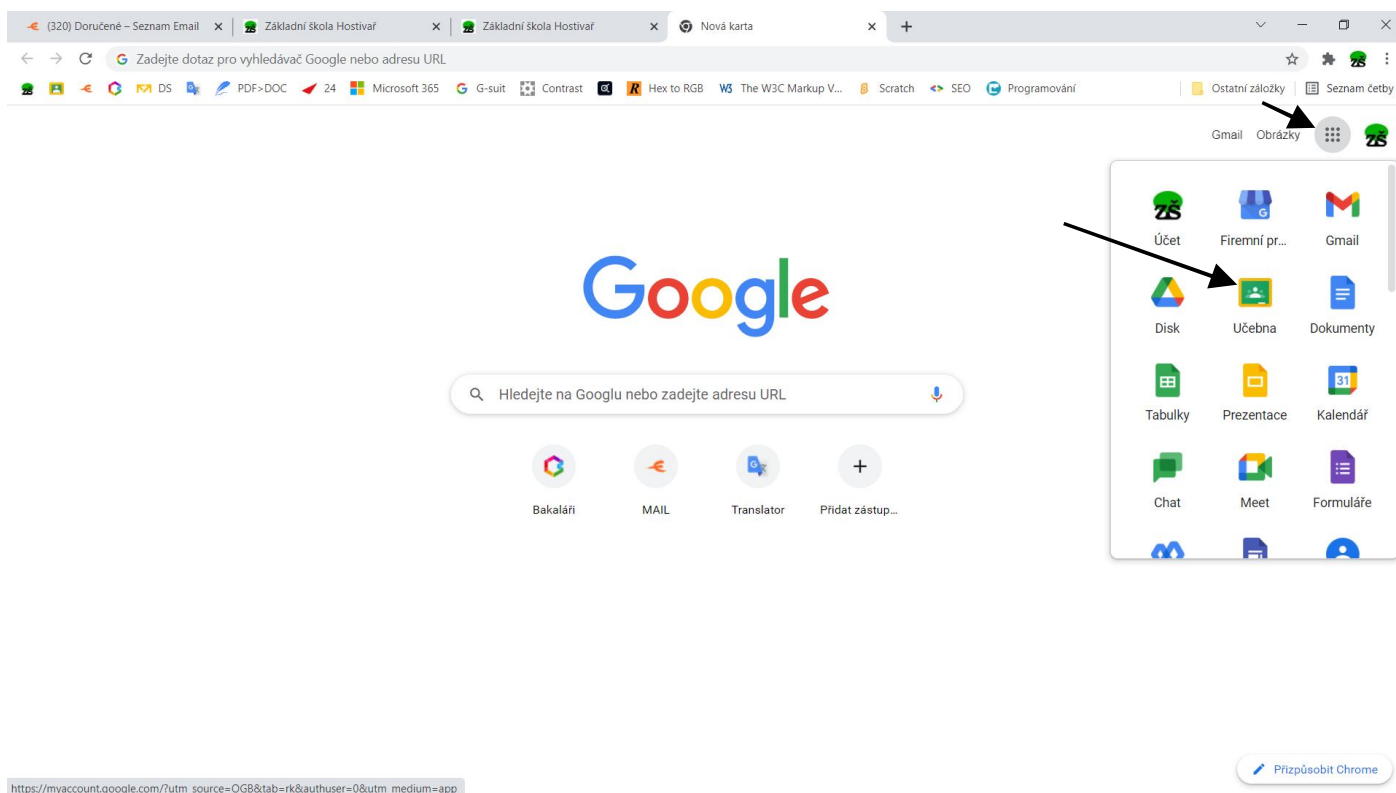 (320) Doručené – Seznam Email
Základní škola Hostivař
Základní škola Hostivař
Nová karta
Zadejte dotaz pro vyhledávač Google nebo adresu URL
DS
PDF>DOC
24
Microsoft 365
G-suit
Contrast
Hex to RGB
The W3C Markup V...
Scratch
SEO
Programování
Ostatní záložky
Seznam četby
Gmail
Obrázky
ZŠ
ZŠ
Účet
Firemní pr...
Gmail
Disk
Učebna
Dokumenty
31
Tabulky
Prezentace
Kalendář
Chat
Meet
Formuláře
Google
Hledejte na Googlu nebo zadejte adresu URL
Bakaláři
MAIL
Translator
Přidat zástup...
Přizpůsobit Chrome
https://myaccount.google.com/?utm_source=OGB&tab=rk&authuser=0&utm_medium=app